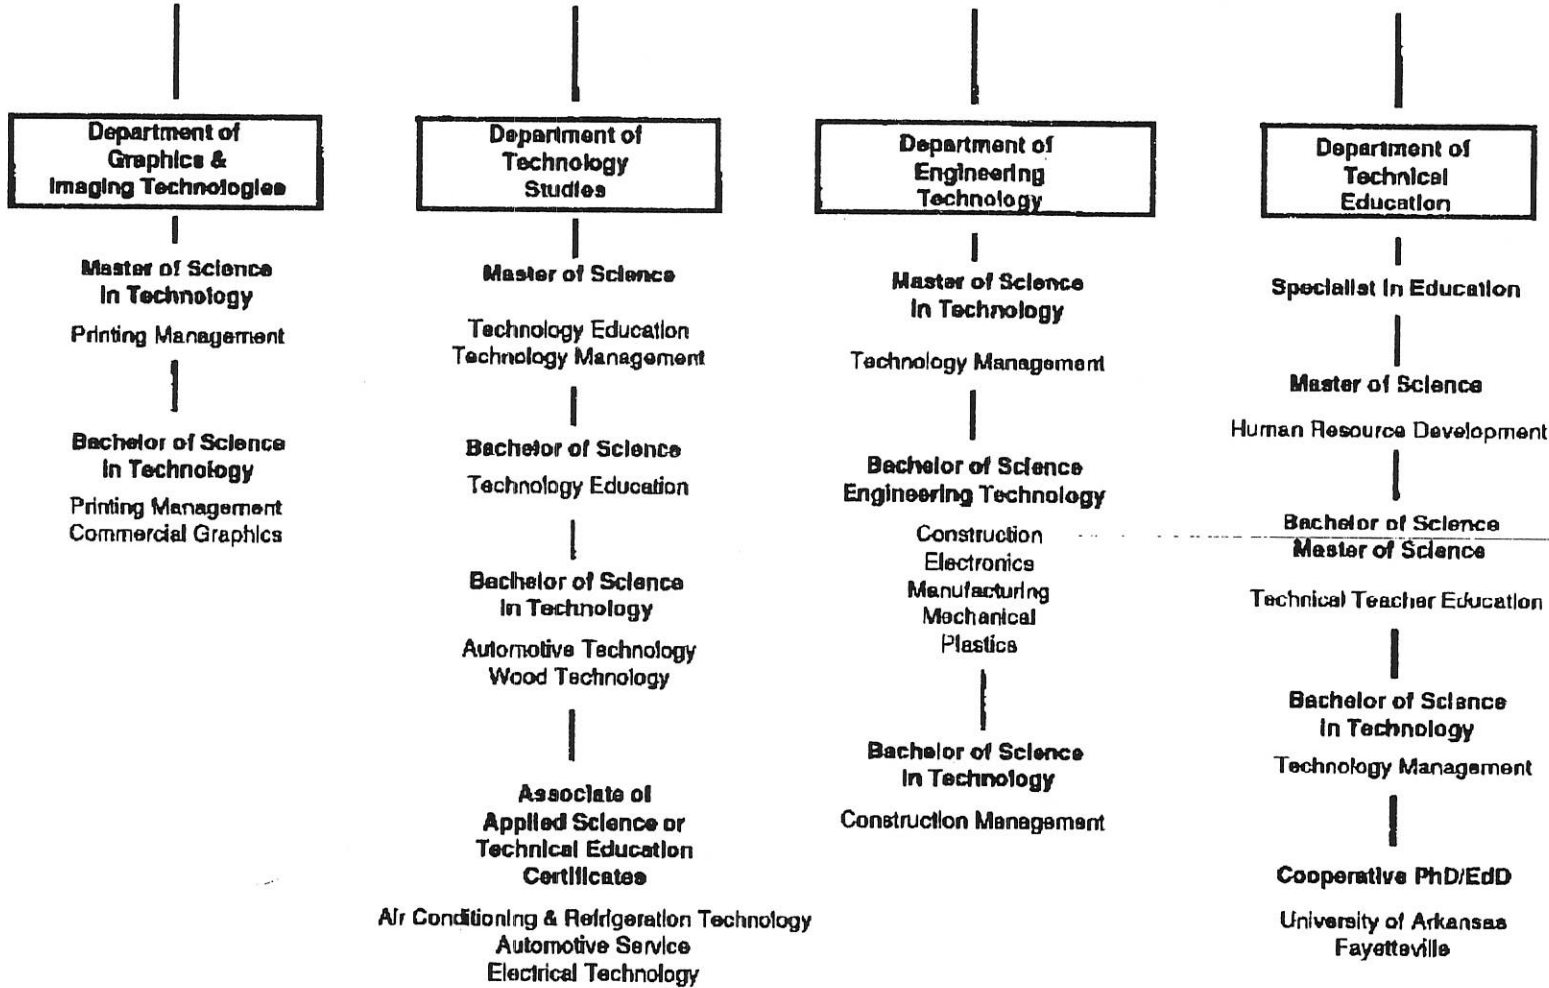 Department of
Graphics &
Imaging Technologies
Master of Science
in Technology
Printing Management
Bachelor of Science
in Technology
Printing Management
Commercial Graphics
Department of
Technology
Studies
Master of Science
Technology Education
Technology Management
Bachelor of Science
Technology Education
Bachelor of Science
in Technology
Automotive Technology
Wood Technology
Associate of
Applied Science or
Technical Education
Certificates
Air Conditioning & Refrigeration Technology
Automotive Service
Electrical Technology
Department of
Engineering
Technology
Master of Science
in Technology
Technology Management
Bachelor of Science
Engineering Technology
Construction
Electronics
Manufacturing
Mechanical
Plastics
Bachelor of Science
in Technology
Construction Management
Department of
Technical
Education
Specialist in Education
Master of Science
Human Resource Development
Bachelor of Science
Master of Science
Technical Teacher Education
Bachelor of Science
in Technology
Technology Management
Cooperative PhD/EdD
University of Arkansas
Fayetteville